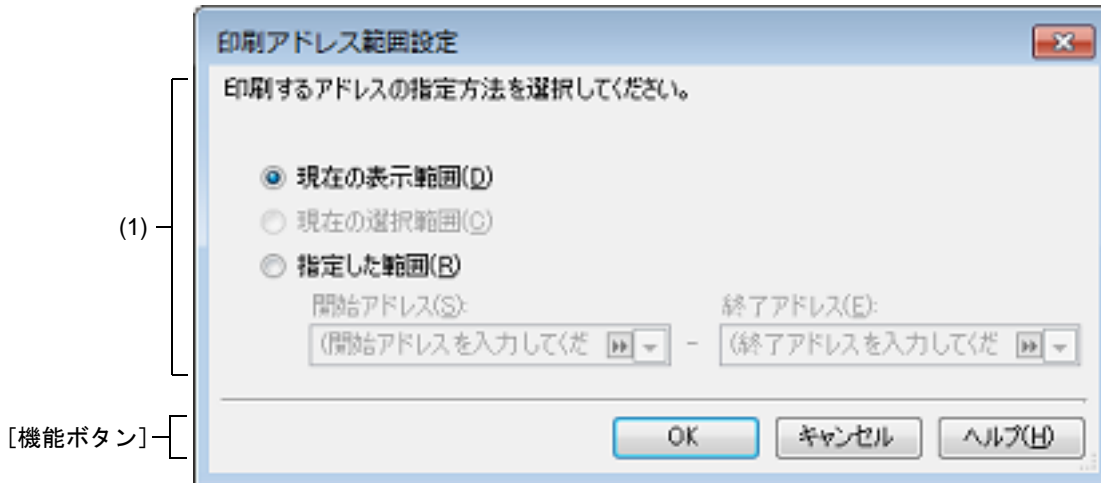 印刷アドレス範囲設定
印刷するアドレスの指定方法を選択してください。
(1)
現在の表示範囲(D)
現在の選択範囲(C)
指定した範囲(R)
開始アドレス(S): 終了アドレス(E):
(開始アドレスを入力してくだ - (終了アドレスを入力してくだ
[機能ボタン] OK キャンセル ヘルプ(H)